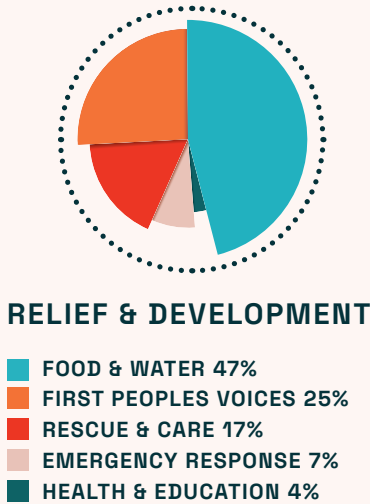 RELIEF & DEVELOPMENT
FOOD & WATER 47%
FIRST PEOPLES VOICES 25%
RESCUE & CARE 17%
EMERGENCY RESPONSE 7%
HEALTH & EDUCATION 4%